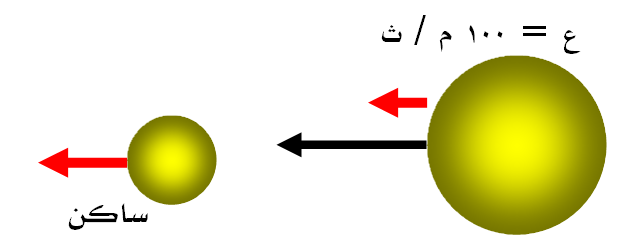 ع = ١٠٠ م / ث
ساكن